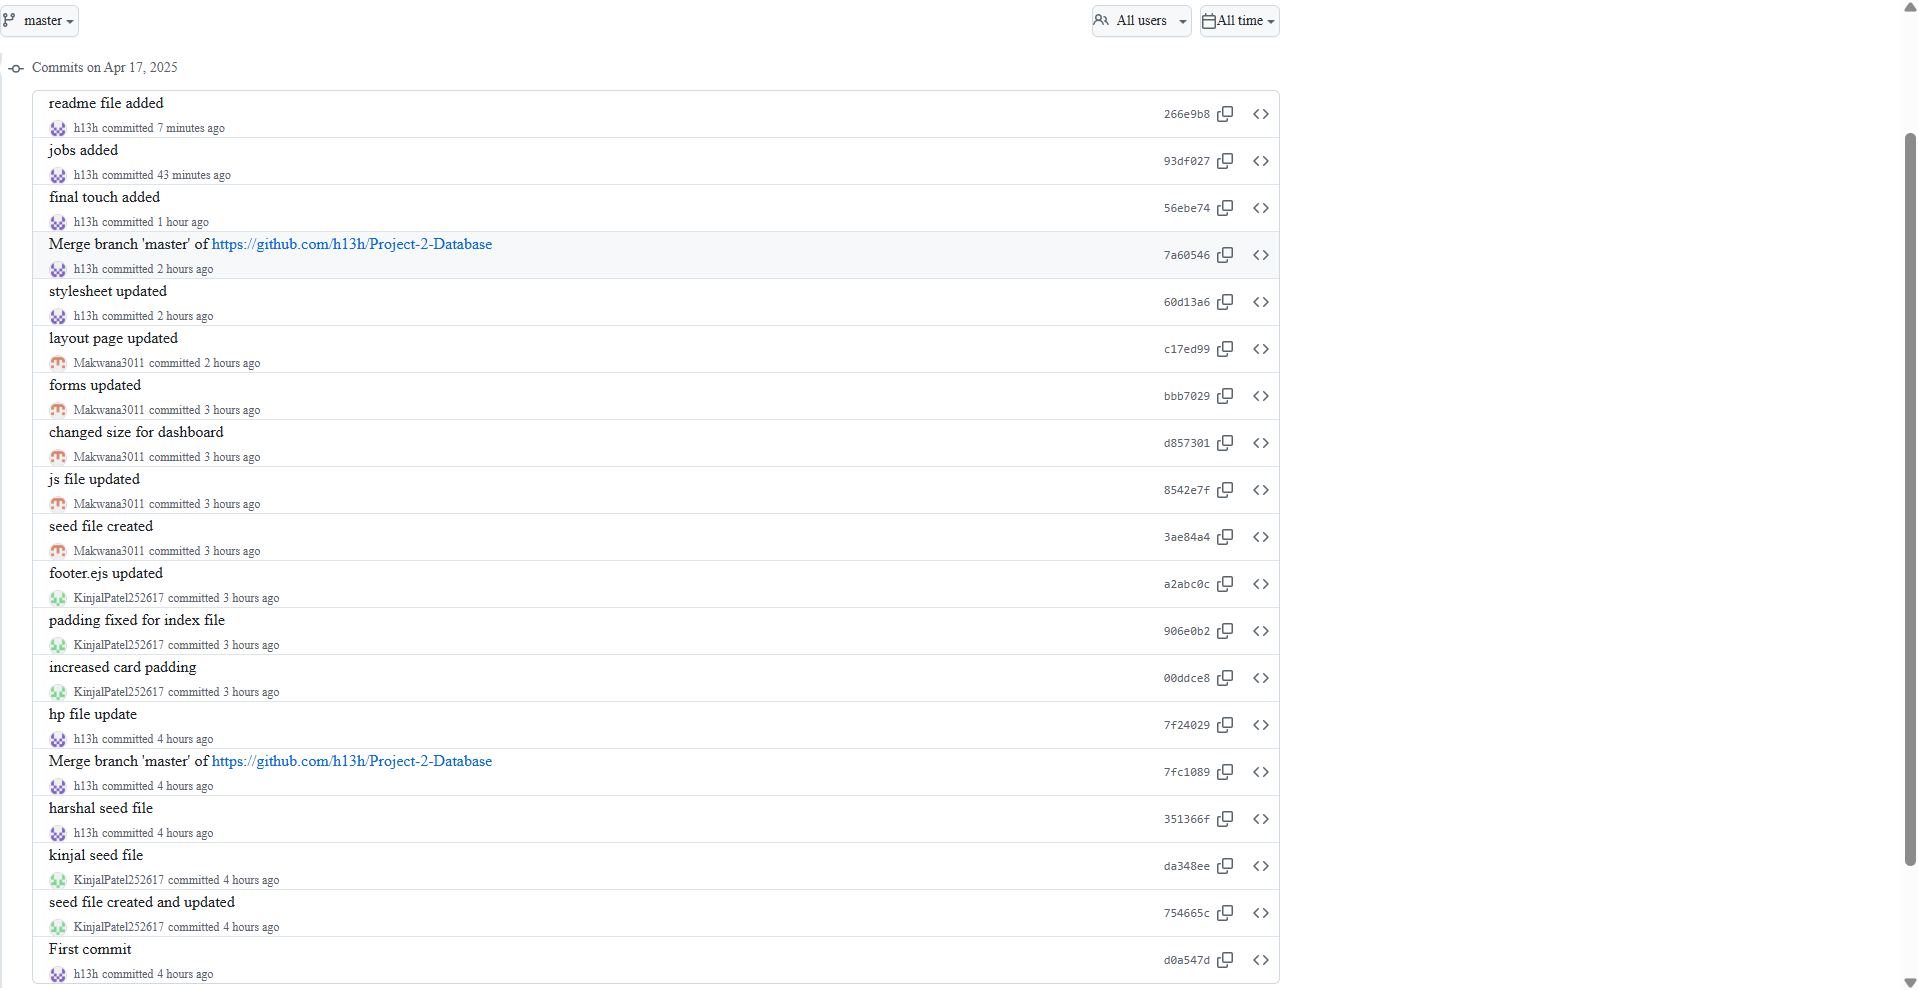 master
All users
All time
Commits on Apr 17, 2025
readme file added
266e9b8
h13h committed 7 minutes ago
jobs added
93df027
h13h committed 43 minutes ago
final touch added
56ebe74
h13h committed 1 hour ago
Merge branch 'master' of https://github.com/h13h/Project-2-Database
7a60546
h13h committed 2 hours ago
stylesheet updated
60d13a6
h13h committed 2 hours ago
layout page updated
c17ed99
Makwana3011 committed 2 hours ago
forms updated
bbb7029
Makwana3011 committed 3 hours ago
changed size for dashboard
d857301
Makwana3011 committed 3 hours ago
js file updated
8542e7f
Makwana3011 committed 3 hours ago
seed file created
3ae84a4
Makwana3011 committed 3 hours ago
footer.ejs updated
a2abc0c
KinjalPatel252617 committed 3 hours ago
padding fixed for index file
906e0b2
KinjalPatel252617 committed 3 hours ago
increased card padding
00ddce8
KinjalPatel252617 committed 3 hours ago
hp file update
7f24029
h13h committed 4 hours ago
Merge branch 'master' of https://github.com/h13h/Project-2-Database
7fc1089
h13h committed 4 hours ago
harshal seed file
351366f
h13h committed 4 hours ago
kinjal seed file
da348ee
KinjalPatel252617 committed 4 hours ago
seed file created and updated
754665c
KinjalPatel252617 committed 4 hours ago
First commit
d0a547d
h13h committed 4 hours ago